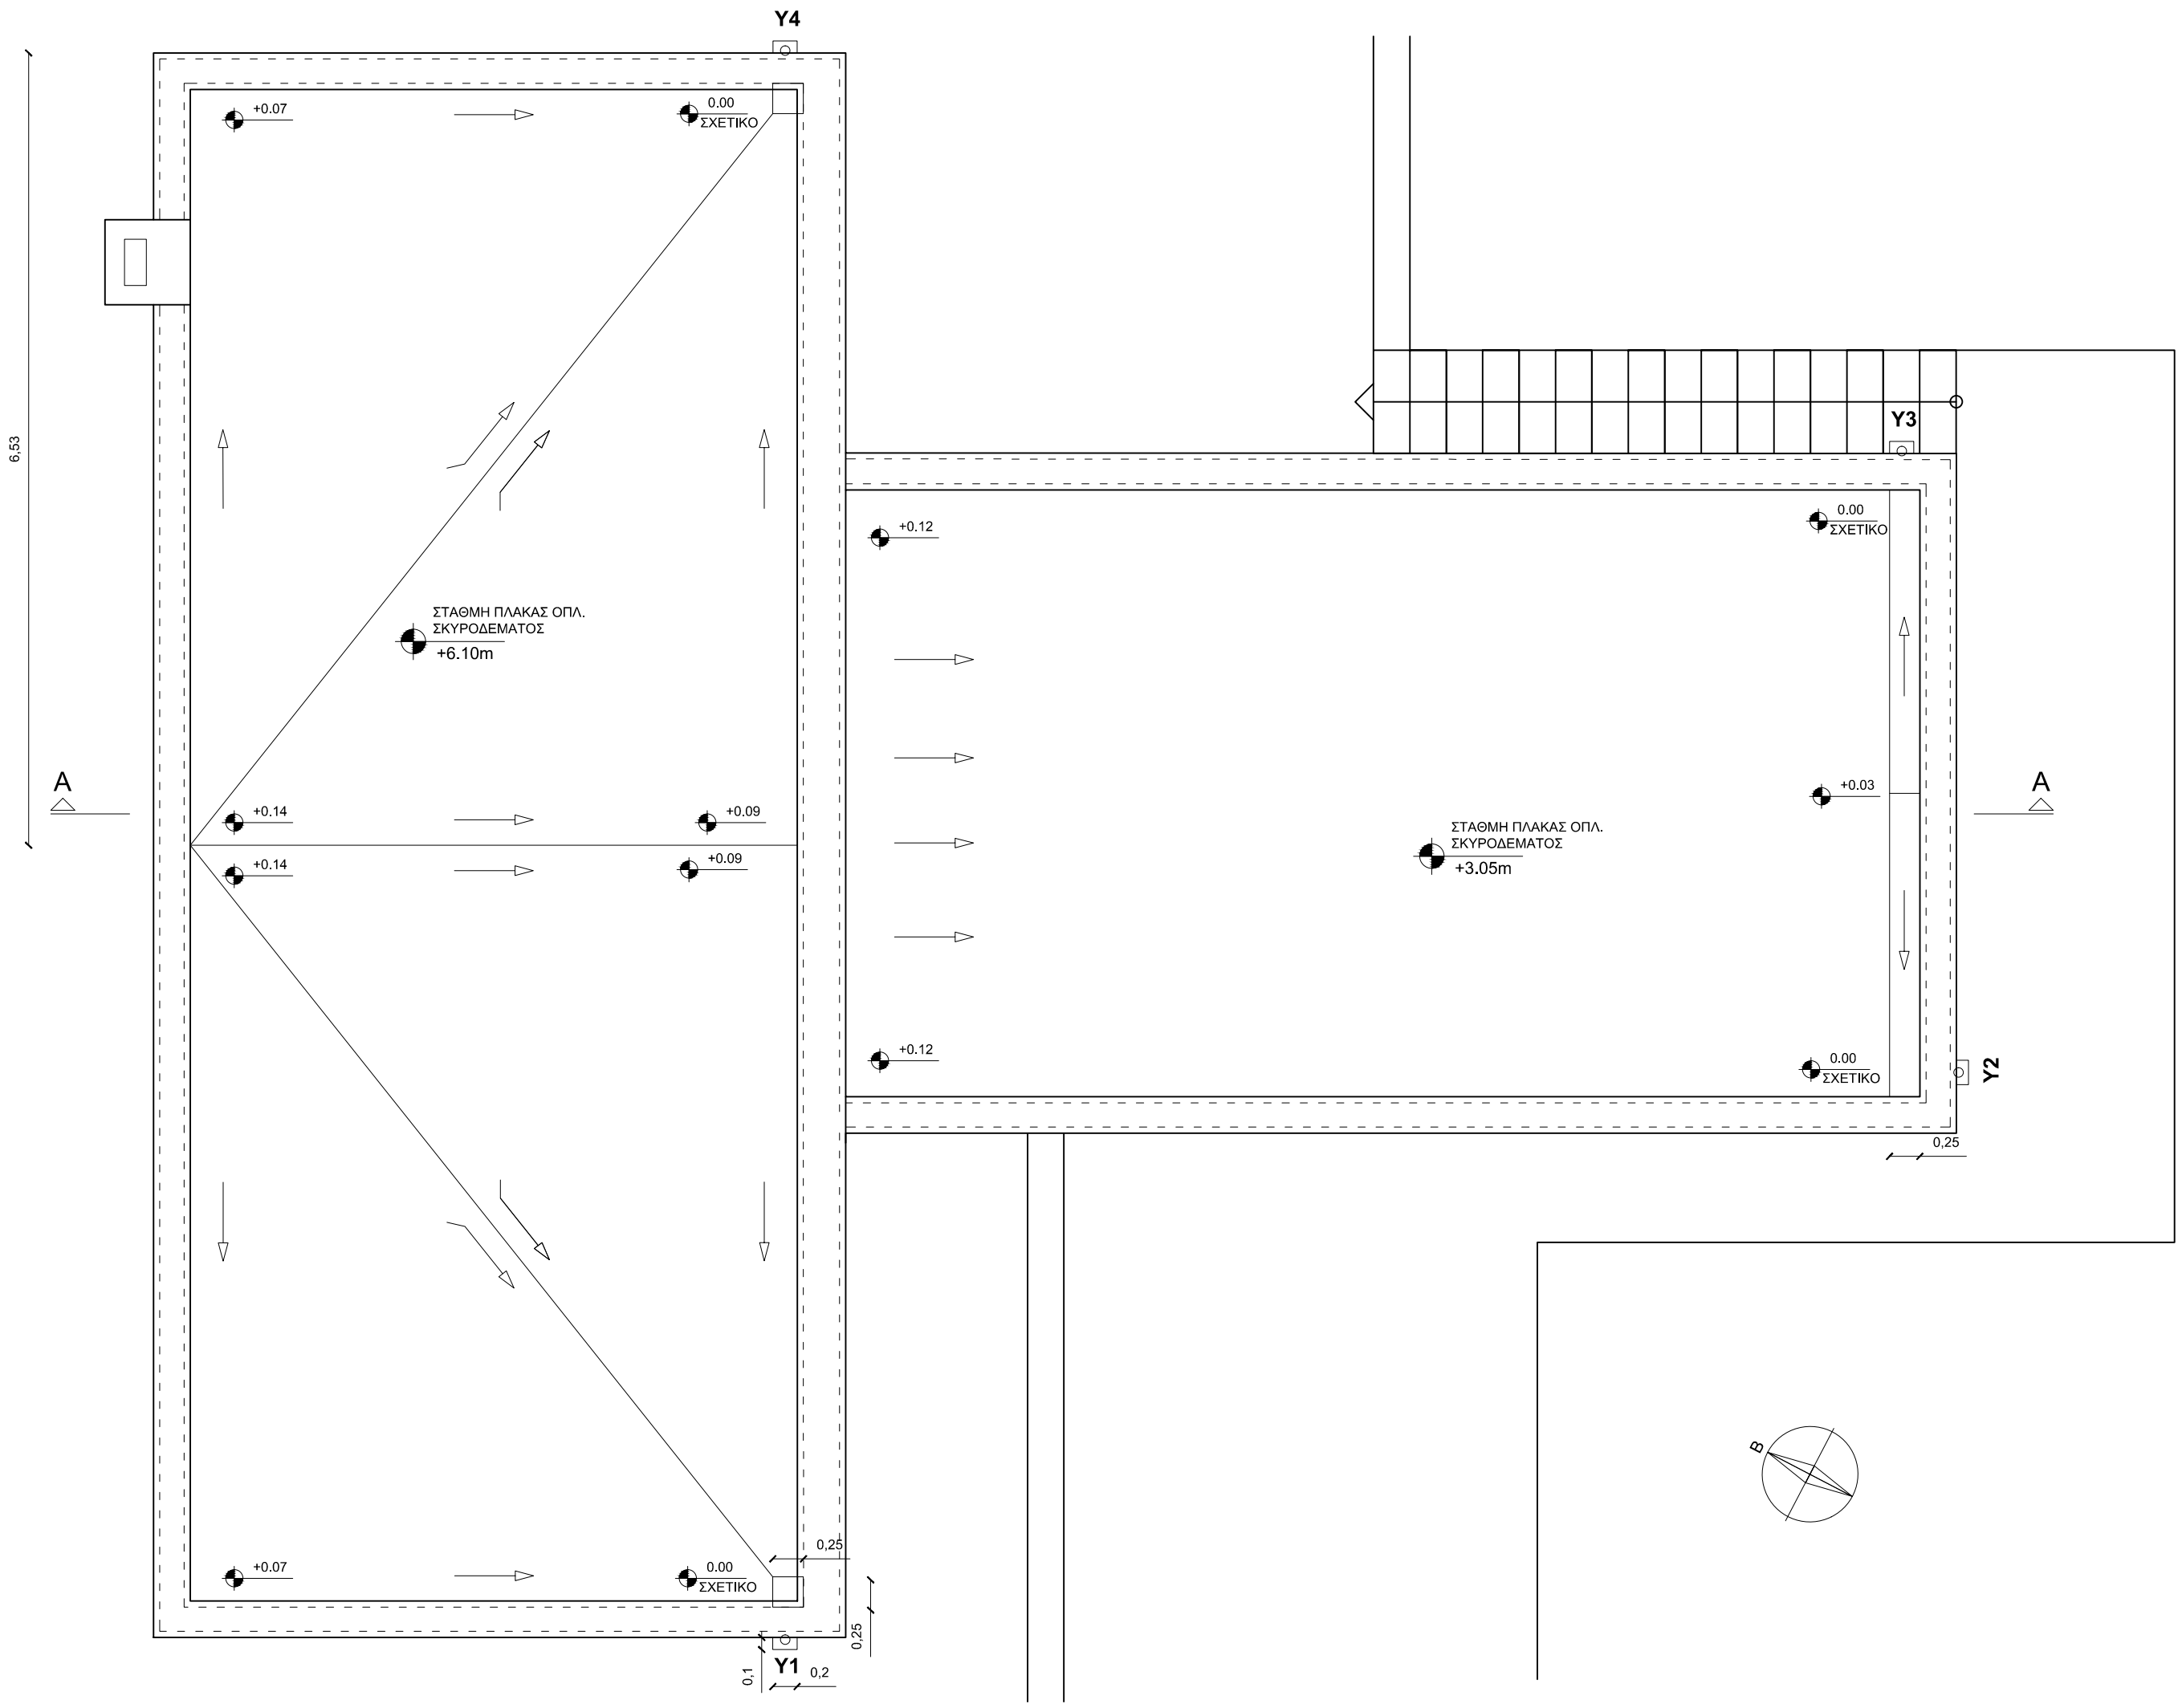 Y4
+0.07
0.00
ΣΧΕΤΙΚΟ
6,53
Y3
+0.12
0.00
ΣΧΕΤΙΚΟ
ΣΤΑΘΜΗ ΠΛΑΚΑΣ ΟΠΛ.
ΣΚΥΡΟΔΕΜΑΤΟΣ
+6.10m
A
A
+0.03
+0.14
+0.09
ΣΤΑΘΜΗ ΠΛΑΚΑΣ ΟΠΛ.
ΣΚΥΡΟΔΕΜΑΤΟΣ
+3.05m
+0.14
+0.09
+0.12
0.00
ΣΧΕΤΙΚΟ
Y2
0,25
B
+0.07
0.00
ΣΧΕΤΙΚΟ
0,25
0,25
0,1
Y1
0,2